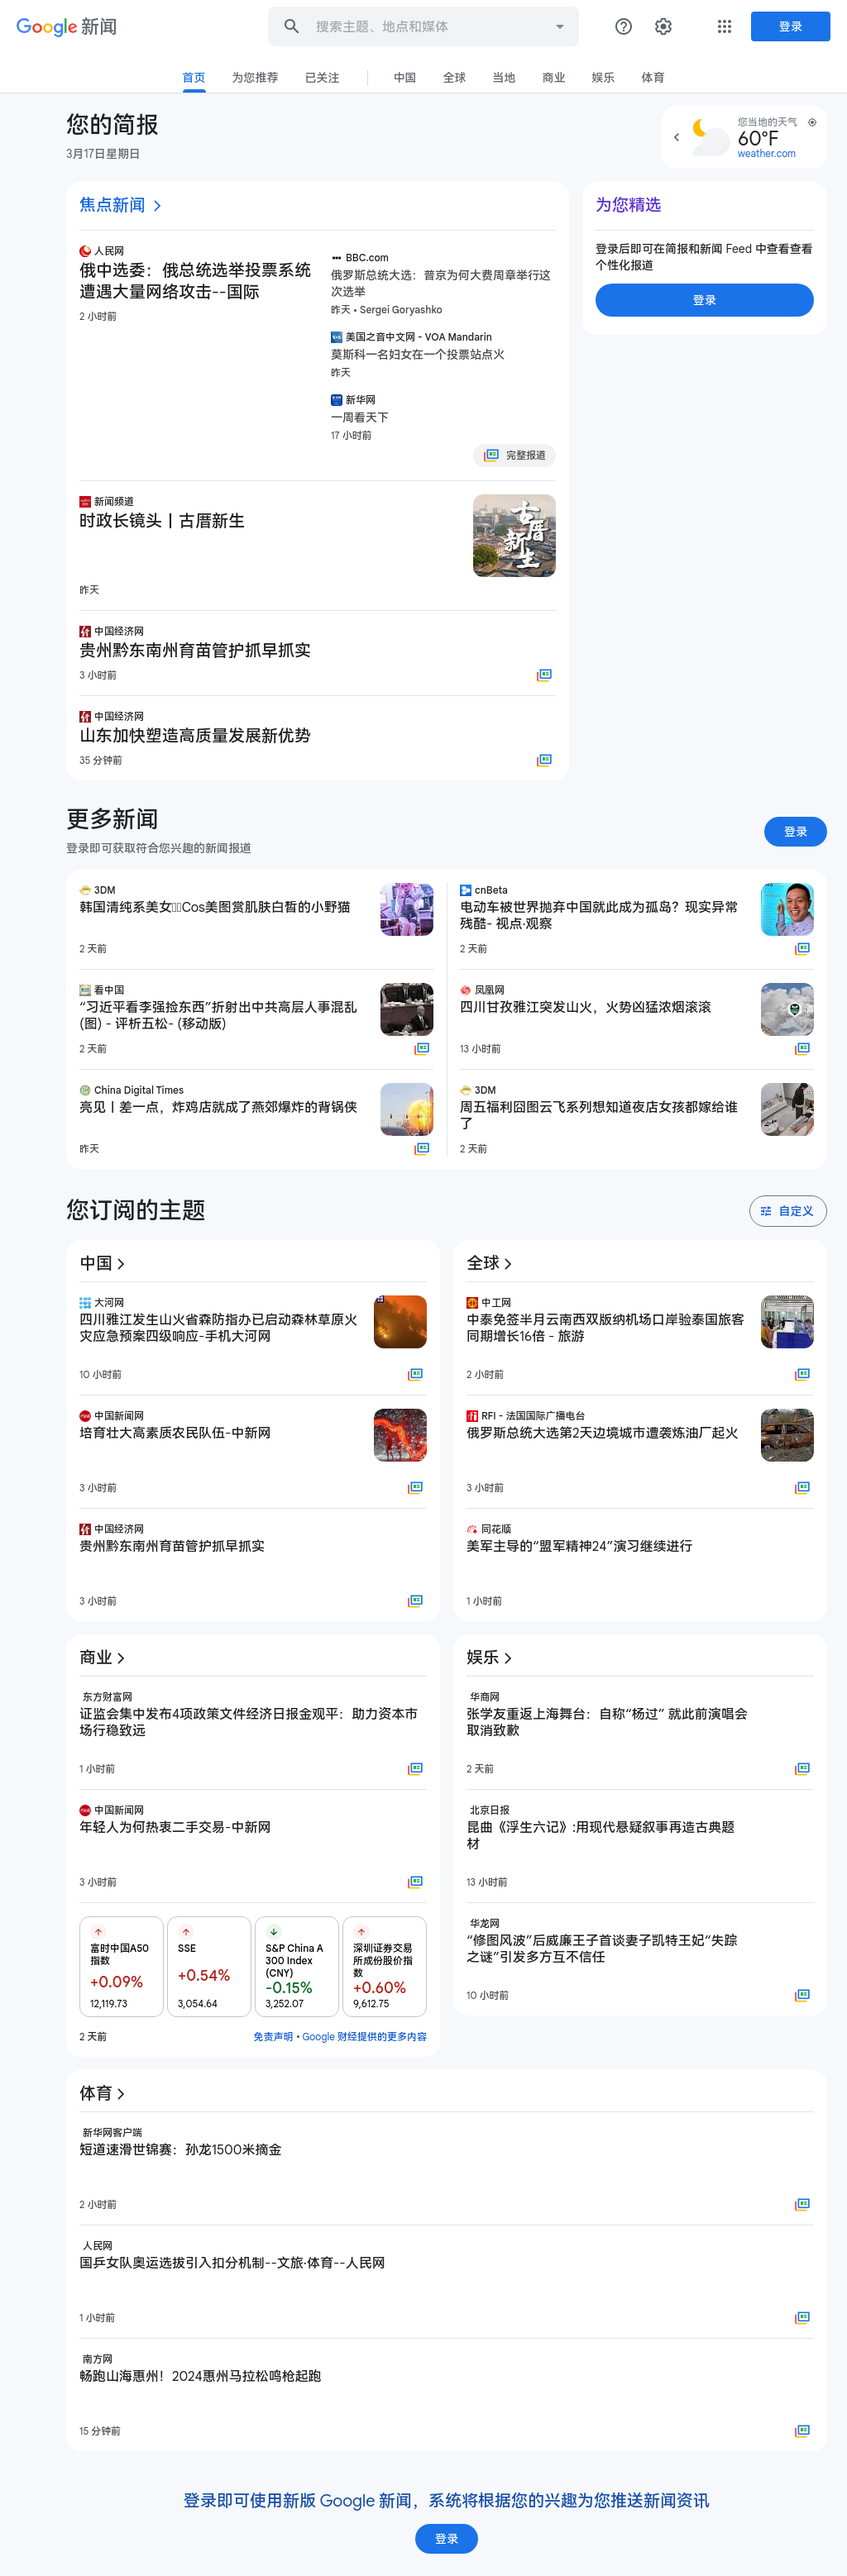 Google 新闻
搜索主题、地点和媒体
登录
首页
为您推荐
已关注
中国
全球
当地
商业
娱乐
体育
您的简报
3月17日星期日
您当地的天气
60°F
weather.com
焦点新闻
人民网
俄中选委：俄总统选举投票系统
遭遇大量网络攻击--国际
2 小时前
BBC.com
俄罗斯总统大选：普京为何大费周章举行这
次选举
昨天 • Sergei Goryashko
美国之音中文网 - VOA Mandarin
莫斯科一名妇女在一个投票站点火
昨天
新华网
一周看天下
17 小时前
完整报道
新闻频道
时政长镜头丨古厝新生
古厝新生
昨天
中国经济网
贵州黔东南州育苗管护抓早抓实
3 小时前
中国经济网
山东加快塑造高质量发展新优势
35 分钟前
为您精选
登录后即可在简报和新闻 Feed 中查看查看
个性化报道
登录
更多新闻
登录即可获取符合您兴趣的新闻报道
登录
3DM
韩国清纯系美女▯▯Cos美图赏肌肤白皙的小野猫
2 天前
cnBeta
电动车被世界抛弃中国就此成为孤岛？现实异常
残酷- 视点·观察
2 天前
看中国
“习近平看李强捡东西”折射出中共高层人事混乱
(图) - 评析五松- (移动版)
2 天前
凤凰网
四川甘孜雅江突发山火，火势凶猛浓烟滚滚
13 小时前
China Digital Times
亮见丨差一点，炸鸡店就成了燕郊爆炸的背锅侠
昨天
3DM
周五福利囧图云飞系列想知道夜店女孩都嫁给谁
了
2 天前
您订阅的主题
自定义
中国
大河网
四川雅江发生山火省森防指办已启动森林草原火
灾应急预案四级响应-手机大河网
10 小时前
中国新闻网
培育壮大高素质农民队伍-中新网
3 小时前
中国经济网
贵州黔东南州育苗管护抓早抓实
3 小时前
全球
中工网
中泰免签半月云南西双版纳机场口岸验泰国旅客
同期增长16倍 - 旅游
2 小时前
RFI - 法国国际广播电台
俄罗斯总统大选第2天边境城市遭袭炼油厂起火
3 小时前
同花顺
美军主导的“盟军精神24”演习继续进行
1 小时前
商业
东方财富网
证监会集中发布4项政策文件经济日报金观平：助力资本市
场行稳致远
1 小时前
中国新闻网
年轻人为何热衷二手交易-中新网
3 小时前
富时中国A50
指数
+0.09%
12,119.73
SSE
+0.54%
3,054.64
S&P China A
300 Index
(CNY)
-0.15%
3,252.07
深圳证券交易
所成份股价指
数
+0.60%
9,612.75
2 天前
免责声明 • Google 财经提供的更多内容
娱乐
华商网
张学友重返上海舞台：自称“杨过” 就此前演唱会
取消致歉
2 天前
北京日报
昆曲《浮生六记》:用现代悬疑叙事再造古典题
材
13 小时前
华龙网
“修图风波”后威廉王子首谈妻子凯特王妃“失踪
之谜”引发多方互不信任
10 小时前
体育
新华网客户端
短道速滑世锦赛：孙龙1500米摘金
2 小时前
人民网
国乒女队奥运选拔引入扣分机制--文旅·体育--人民网
1 小时前
南方网
畅跑山海惠州！2024惠州马拉松鸣枪起跑
15 分钟前
登录即可使用新版 Google 新闻，系统将根据您的兴趣为您推送新闻资讯
登录